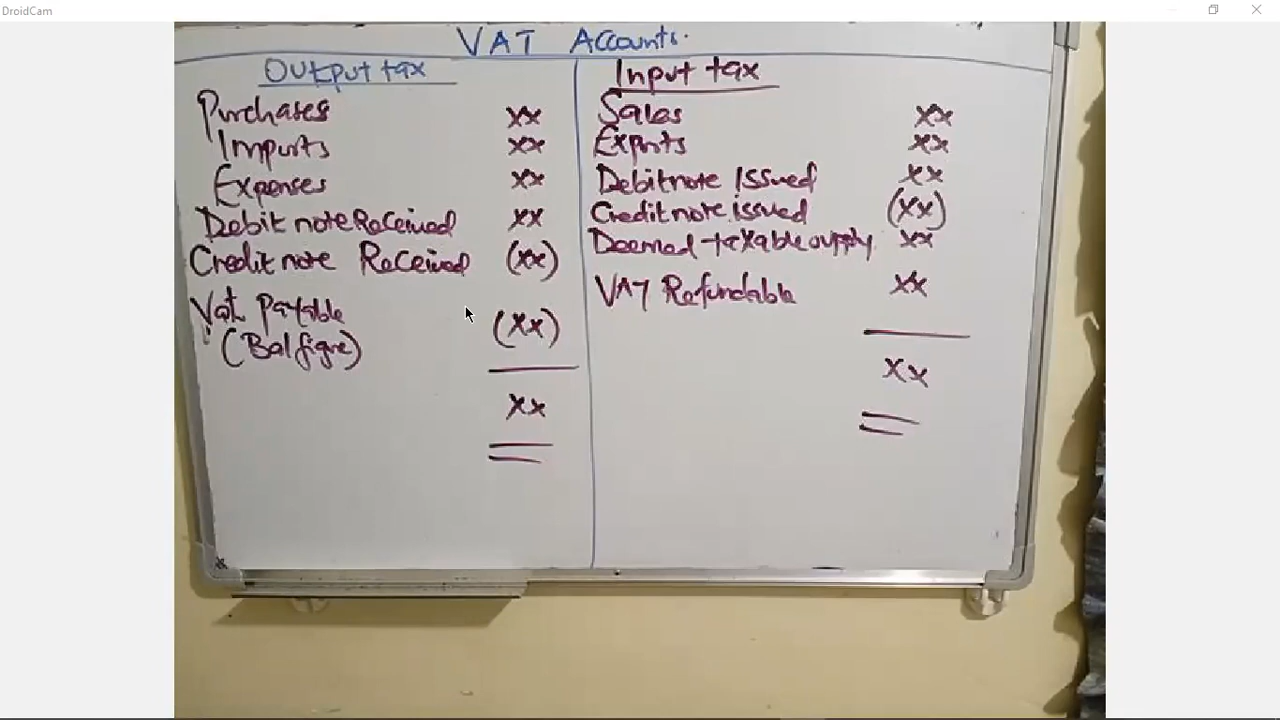 DroidCam
VAT Accounts.
Output tax
Purchases xx
Imports xx
Expenses xx
Debit note Received xx
Credit note Received (xx)
Vat Payable
(Bal figre) (xx)
xx
Input tax
Sales xx
Exports xx
Debit note Issued xx
Credit note issued (xx)
Deemed taxable supply xx
VAT Refundable xx
xx